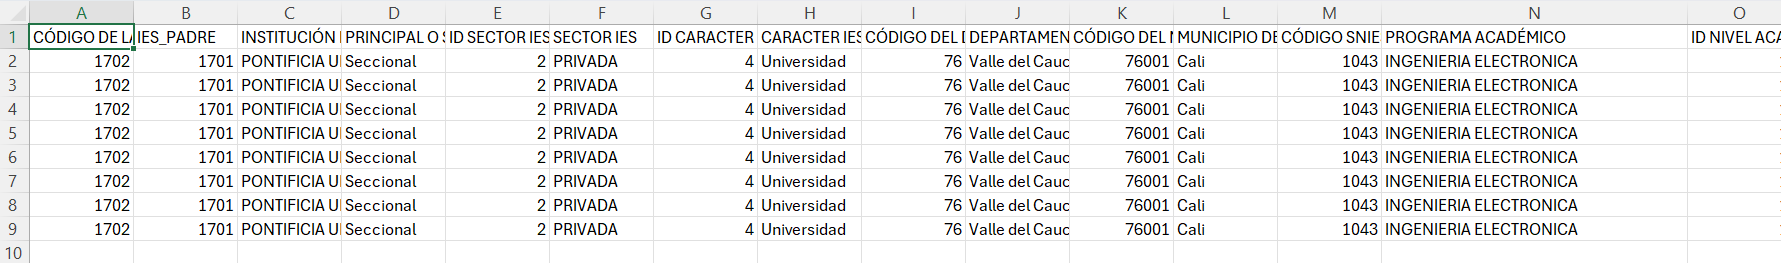 A B C D E F G H I J K L M N O
1 CÓDIGO DE LA IES_PADRE INSTITUCIÓN PRINCIPAL O S ID SECTOR IES SECTOR IES ID CARACTER CARACTER IES CÓDIGO DEL D DEPARTAMEN CÓDIGO DEL M MUNICIPIO DE CÓDIGO SNIE PROGRAMA ACADÉMICO ID NIVEL ACA
2 1702 1701 PONTIFICIA U Seccional 2 PRIVADA 4 Universidad 76 Valle del Cauc 76001 Cali 1043 INGENIERIA ELECTRONICA
3 1702 1701 PONTIFICIA U Seccional 2 PRIVADA 4 Universidad 76 Valle del Cauc 76001 Cali 1043 INGENIERIA ELECTRONICA
4 1702 1701 PONTIFICIA U Seccional 2 PRIVADA 4 Universidad 76 Valle del Cauc 76001 Cali 1043 INGENIERIA ELECTRONICA
5 1702 1701 PONTIFICIA U Seccional 2 PRIVADA 4 Universidad 76 Valle del Cauc 76001 Cali 1043 INGENIERIA ELECTRONICA
6 1702 1701 PONTIFICIA U Seccional 2 PRIVADA 4 Universidad 76 Valle del Cauc 76001 Cali 1043 INGENIERIA ELECTRONICA
7 1702 1701 PONTIFICIA U Seccional 2 PRIVADA 4 Universidad 76 Valle del Cauc 76001 Cali 1043 INGENIERIA ELECTRONICA
8 1702 1701 PONTIFICIA U Seccional 2 PRIVADA 4 Universidad 76 Valle del Cauc 76001 Cali 1043 INGENIERIA ELECTRONICA
9 1702 1701 PONTIFICIA U Seccional 2 PRIVADA 4 Universidad 76 Valle del Cauc 76001 Cali 1043 INGENIERIA ELECTRONICA
10